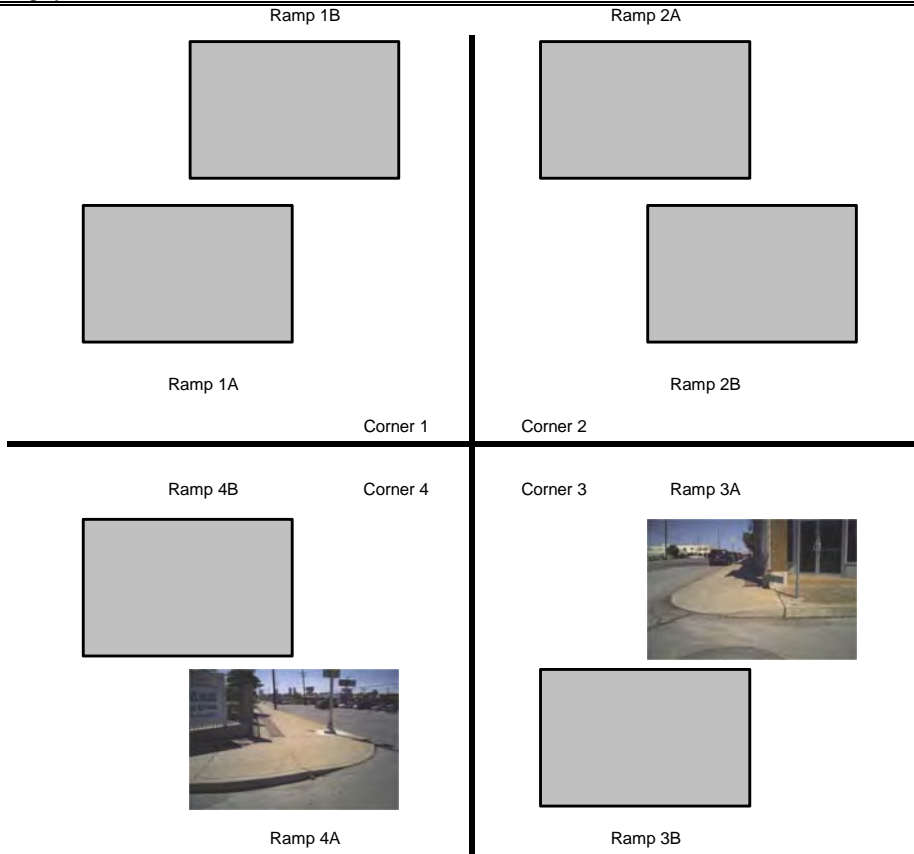 Ramp 1B Ramp 2A
Ramp 1A Ramp 2B
Corner 1 Corner 2
Ramp 4B Corner 4 Corner 3 Ramp 3A
Ramp 4A Ramp 3B